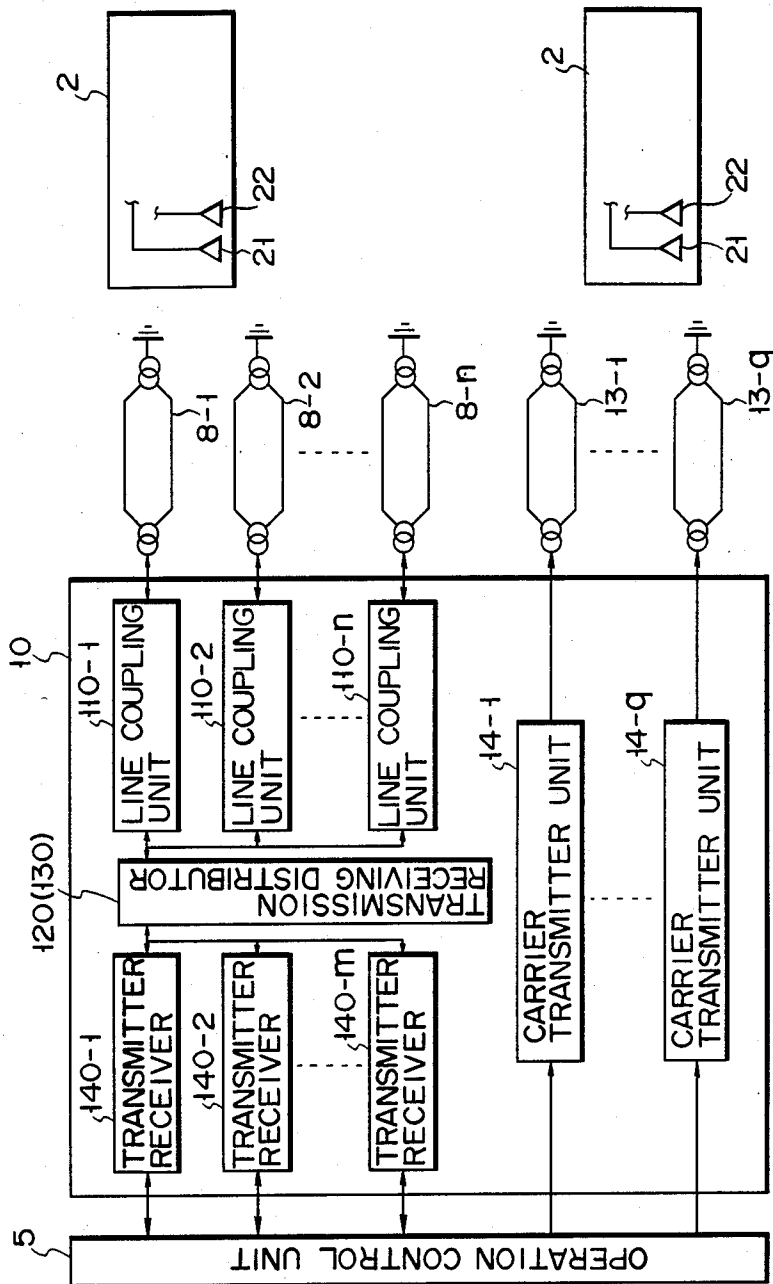 2
2
22
21
22
21
8-1
8-2
8-n
13-1
13-q
10
110-1
LINE COUPLING
UNIT
110-2
LINE COUPLING
UNIT
110-n
LINE COUPLING
UNIT
14-1
CARRIER
TRANSMITTER UNIT
14-q
CARRIER
TRANSMITTER UNIT
120(130)
TRANSMISSION
RECEIVING DISTRIBUTOR
140-1
TRANSMITTER
RECEIVER
140-2
TRANSMITTER
RECEIVER
140-m
TRANSMITTER
RECEIVER
5
OPERATION CONTROL UNIT